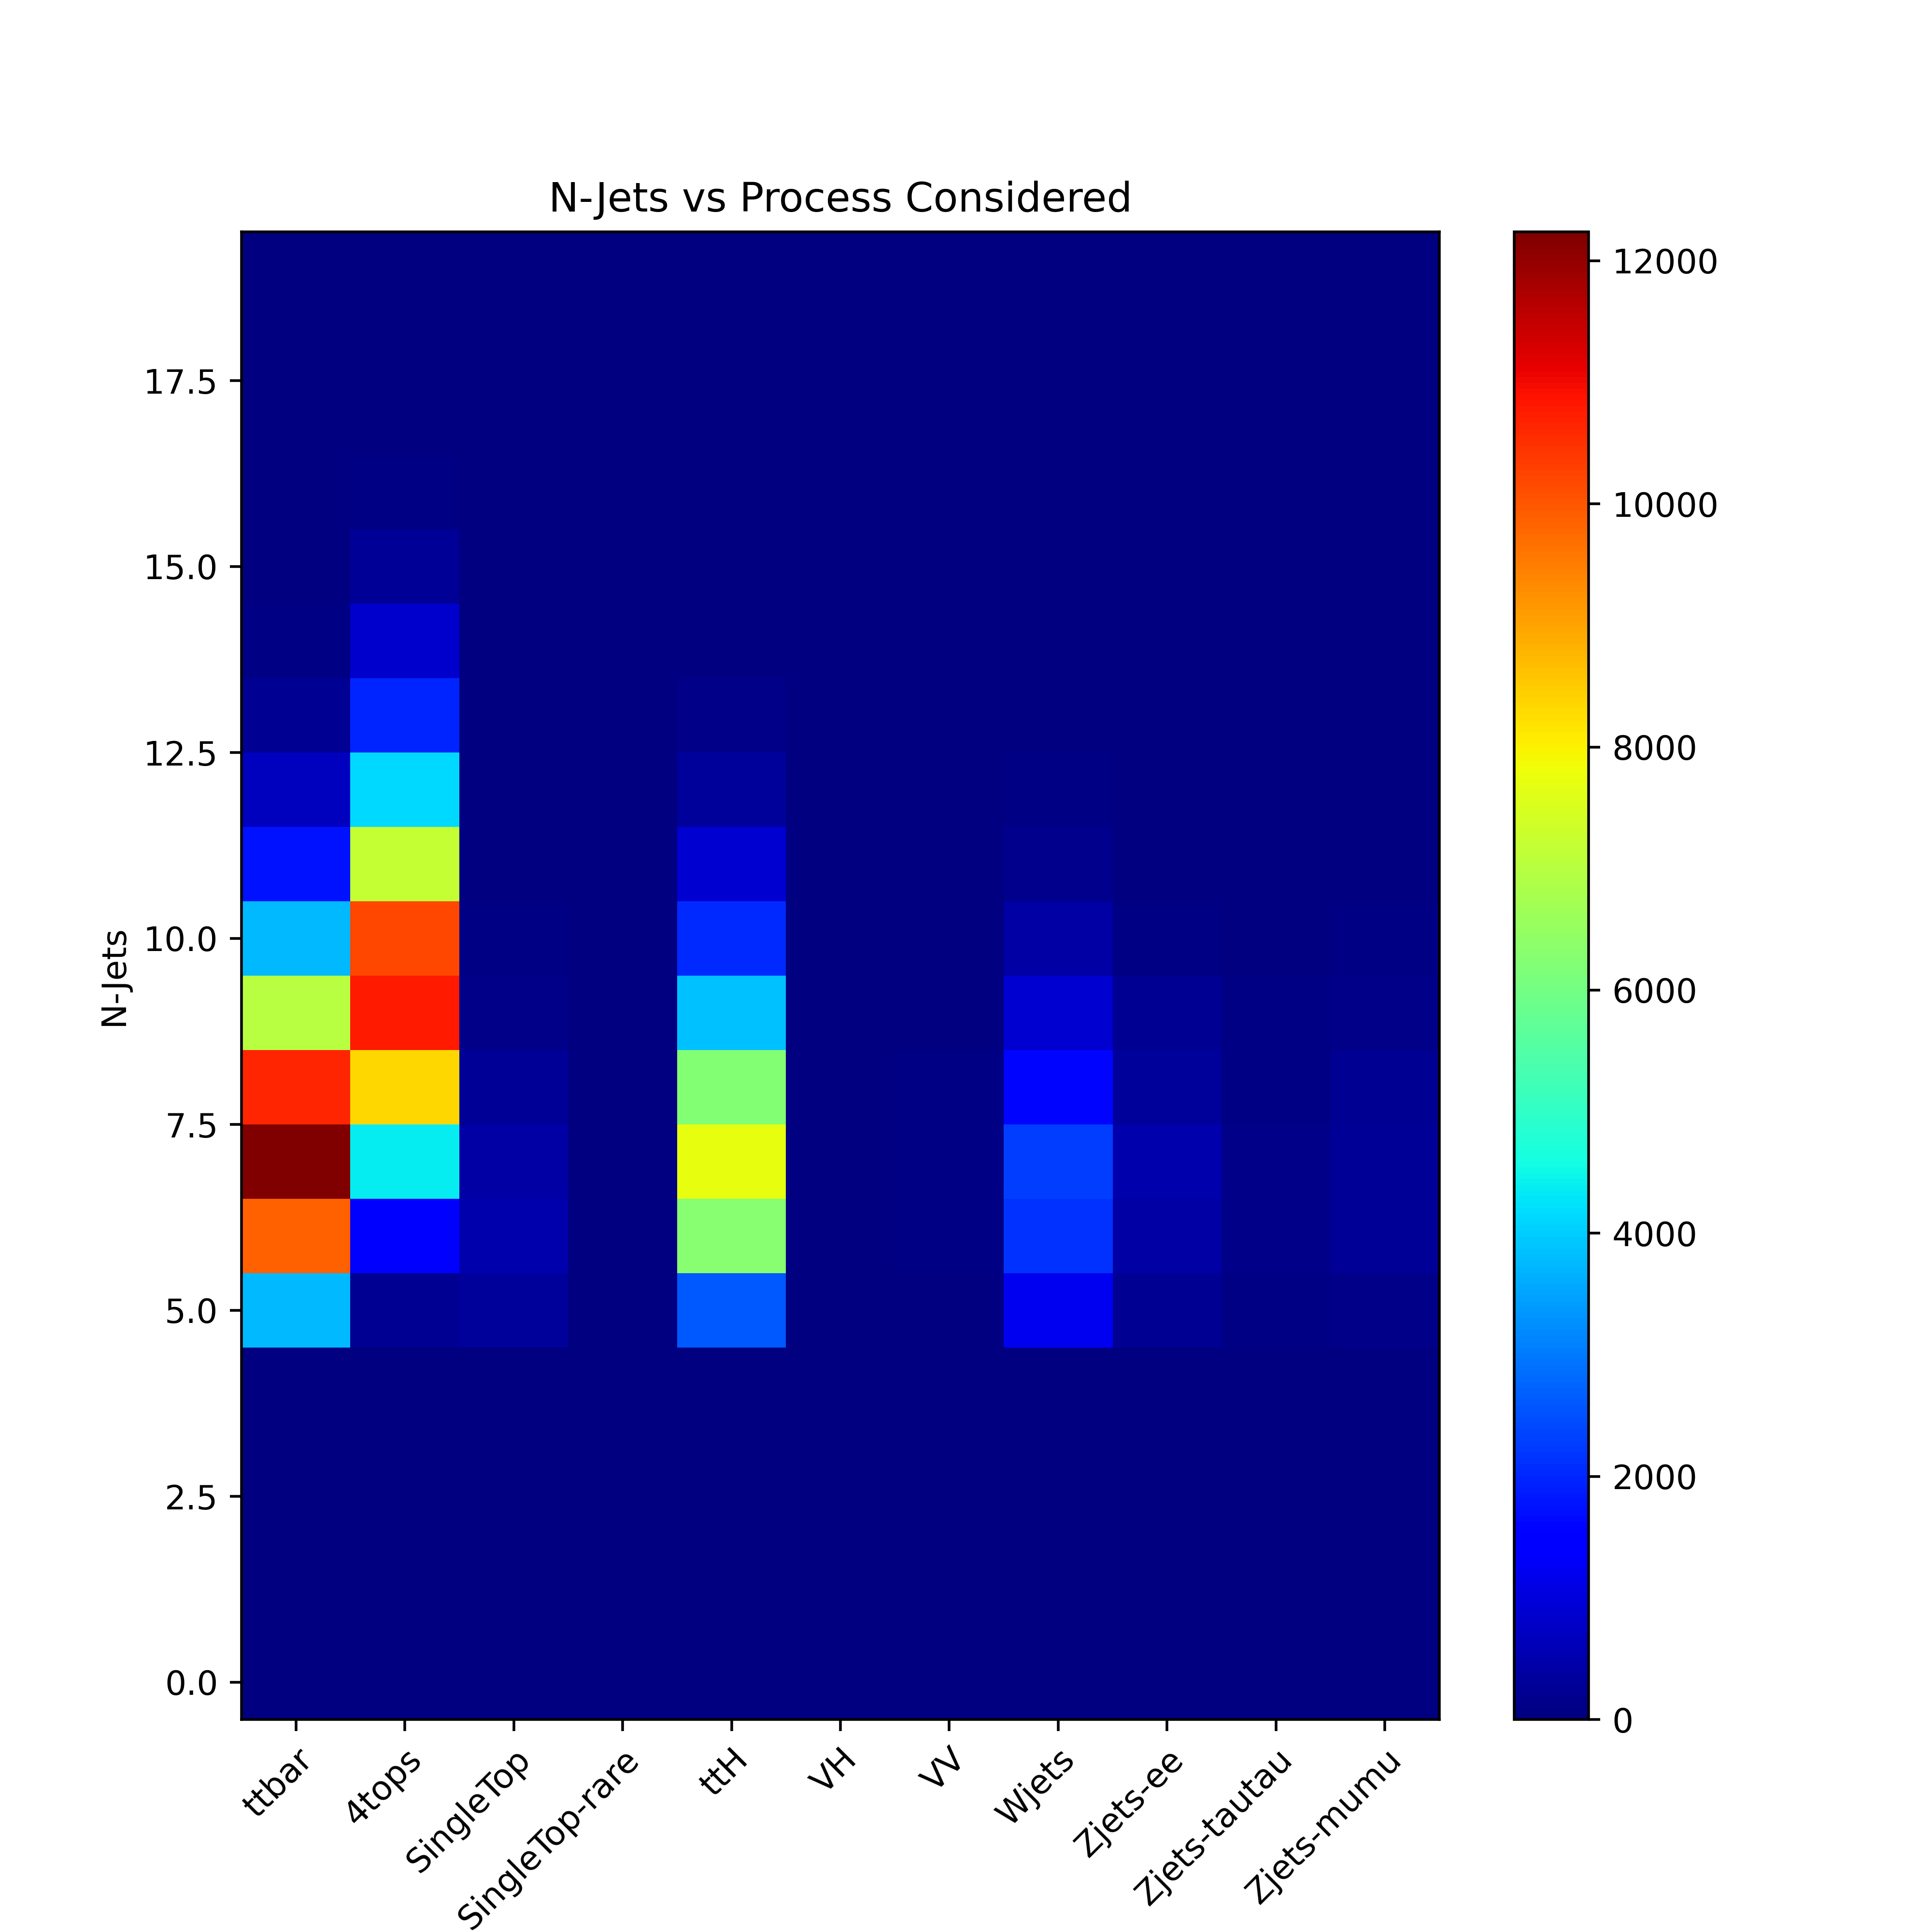 N-Jets vs Process Considered
N-Jets
17.5
15.0
12.5
10.0
7.5
5.0
2.5
0.0
ttbar
4tops
SingleTop
SingleTop-rare
ttH
VH
VV
Wjets
Zjets-ee
Zjets-tautau
Zjets-mumu
12000
10000
8000
6000
4000
2000
0